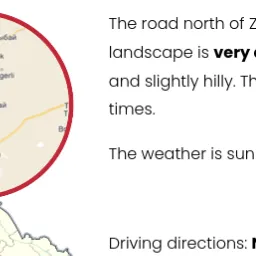 The road north of Z
landscape is very
and slightly hilly. Th
times.
The weather is sun
Driving directions: